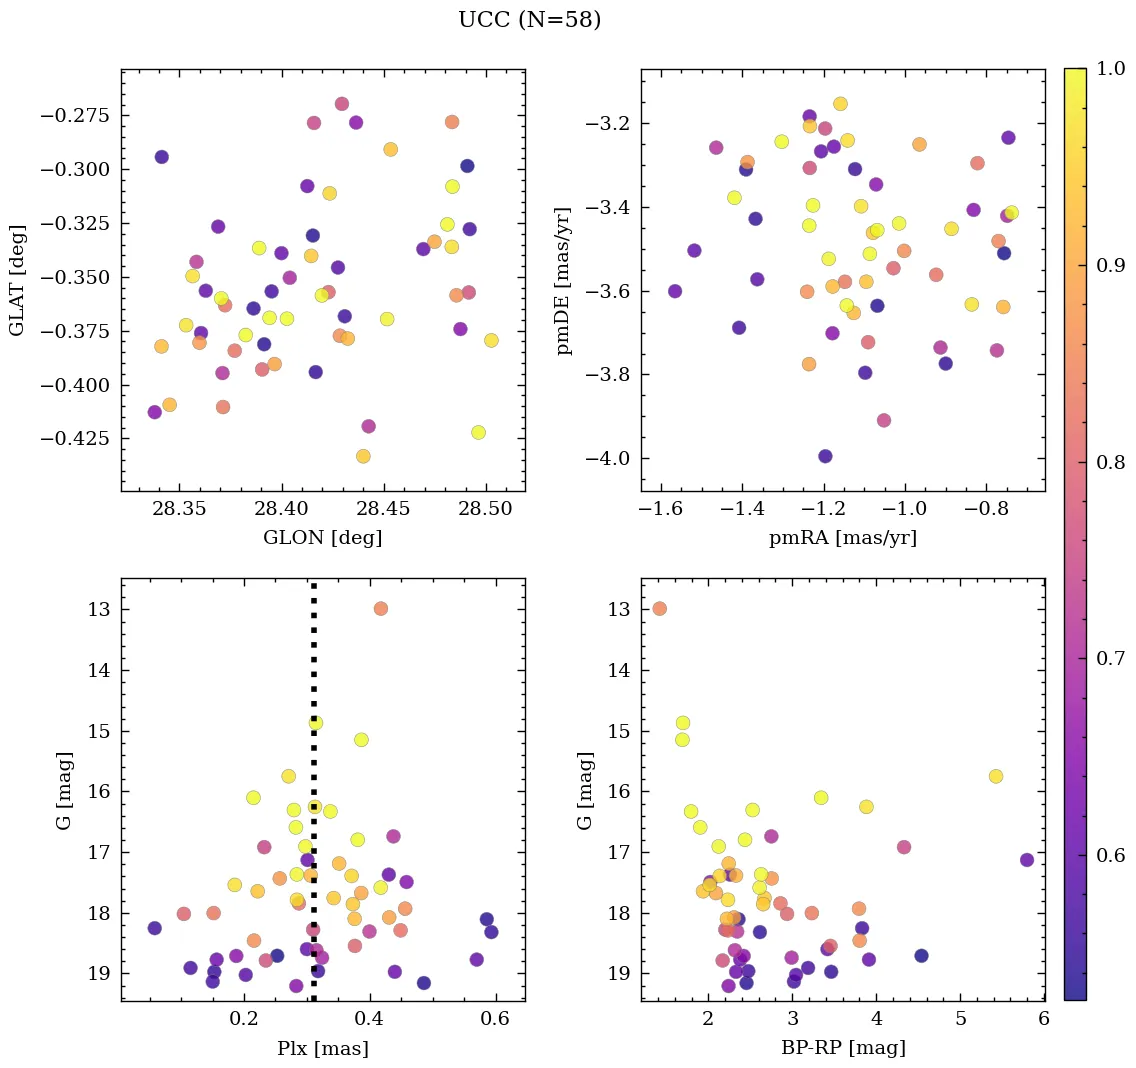 UCC (N=58)
−0.275
−0.300
−0.325
−0.350
−0.375
−0.400
−0.425
GLAT [deg]
28.35 28.40 28.45 28.50
GLON [deg]
−3.2
−3.4
−3.6
−3.8
−4.0
pmDE [mas/yr]
−1.6 −1.4 −1.2 −1.0 −0.8
pmRA [mas/yr]
13
14
15
16
17
18
19
G [mag]
0.2 0.4 0.6
Plx [mas]
13
14
15
16
17
18
19
G [mag]
2 3 4 5 6
BP-RP [mag]
1.0
0.9
0.8
0.7
0.6